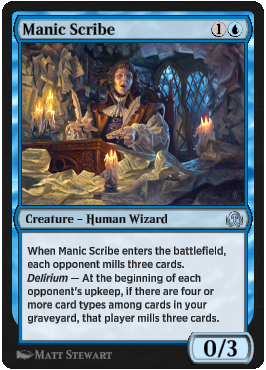 Manic Scribe 1
Creature – Human Wizard
When Manic Scribe enters the battlefield,
each opponent mills three cards.
Delirium — At the beginning of each
opponent's upkeep, if there are four or
more card types among cards in your
graveyard, that player mills three cards.
Matt Stewart
0/3